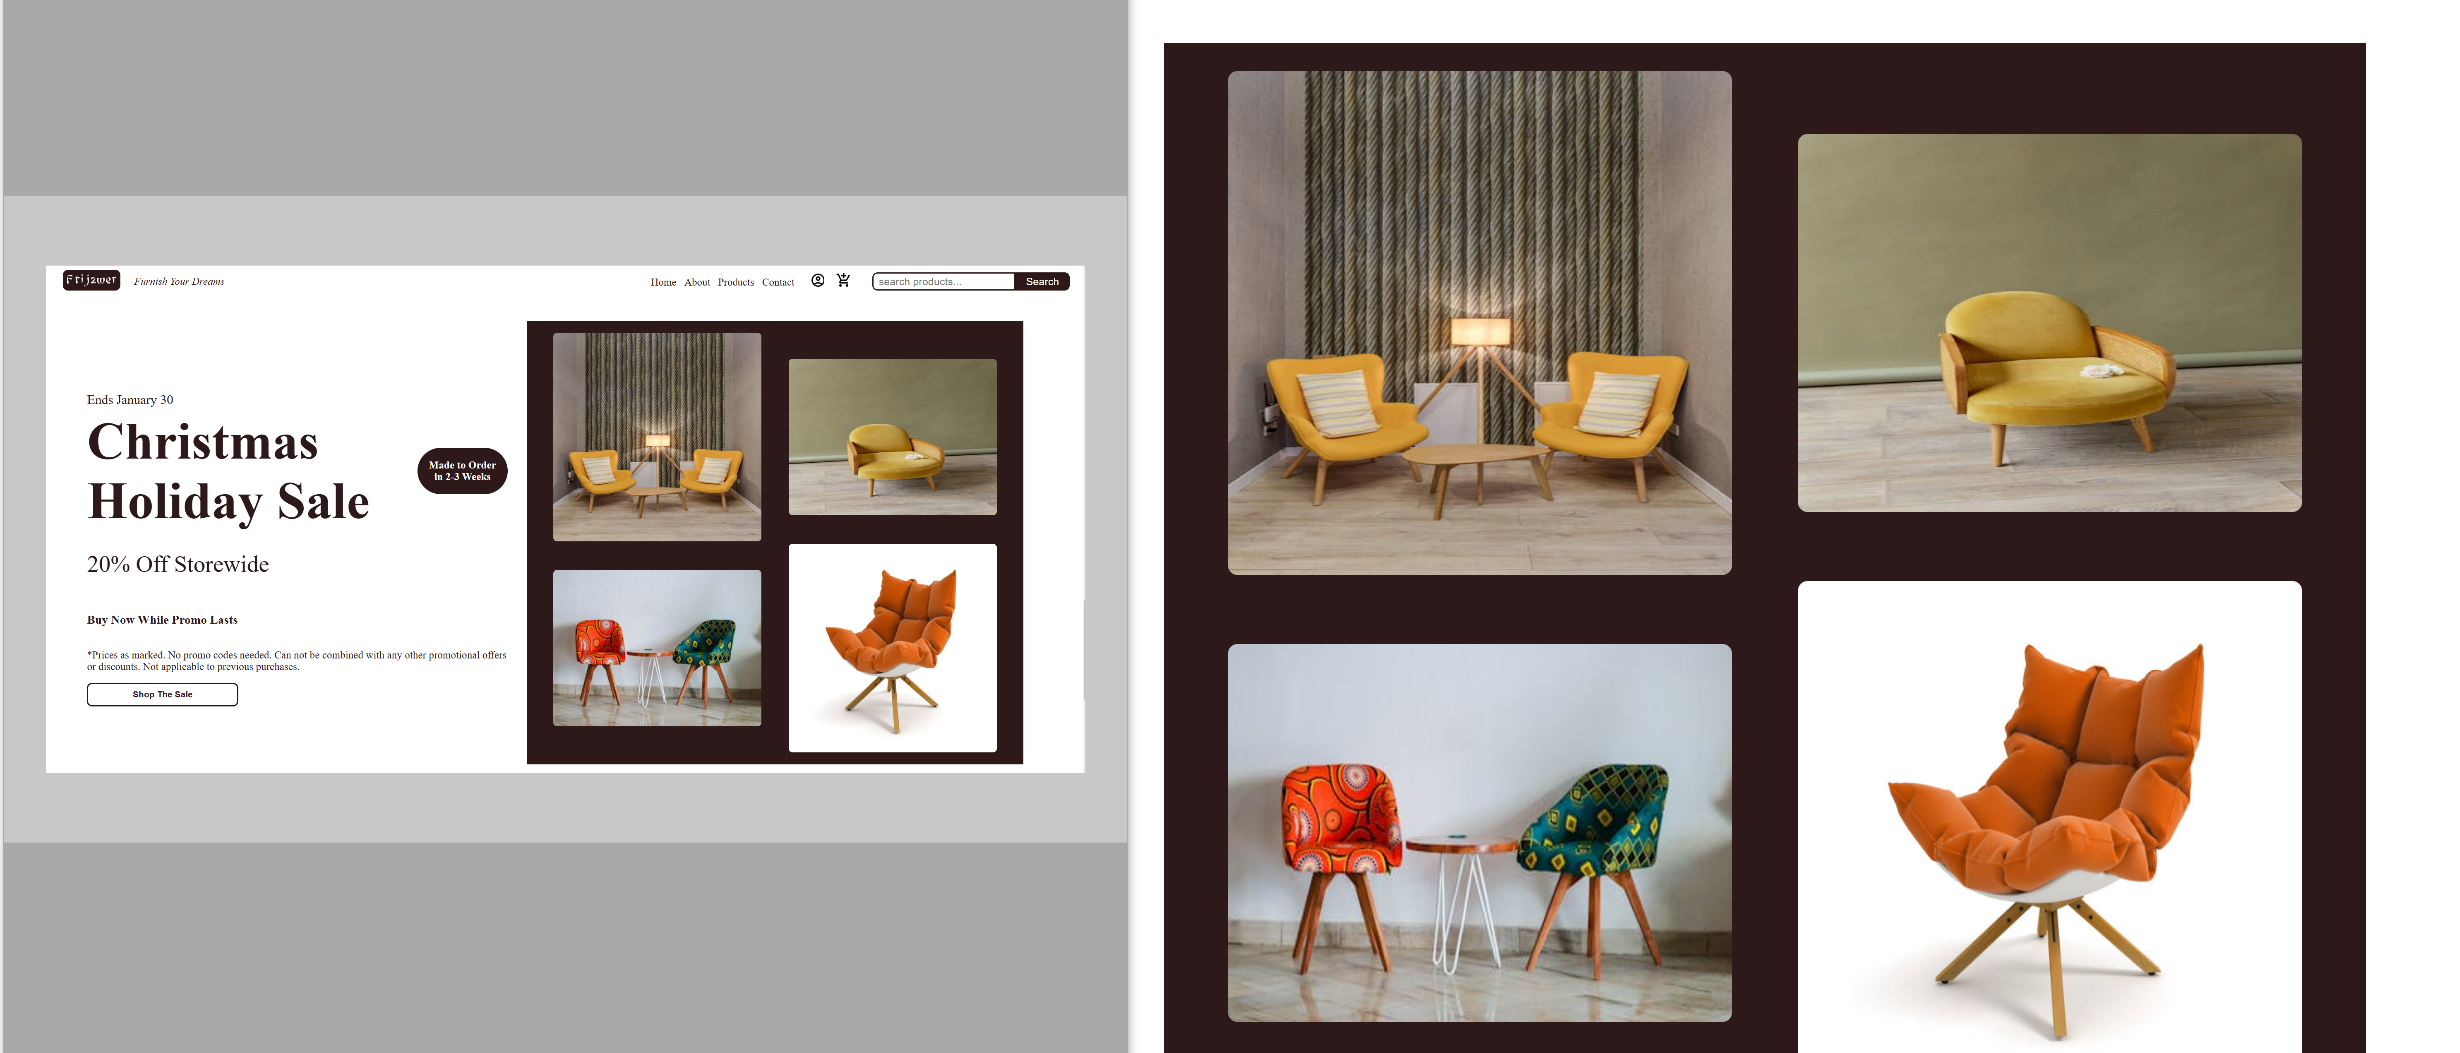 Frijzwer
Furnish Your Dreams
Home About Products Contact
search products...
Search
Ends January 30
Christmas
Holiday Sale
Made to Order
in 2-3 Weeks
20% Off Storewide
Buy Now While Promo Lasts
*Prices as marked. No promo codes needed. Can not be combined with any other promotional offers
or discounts. Not applicable to previous purchases.
Shop The Sale